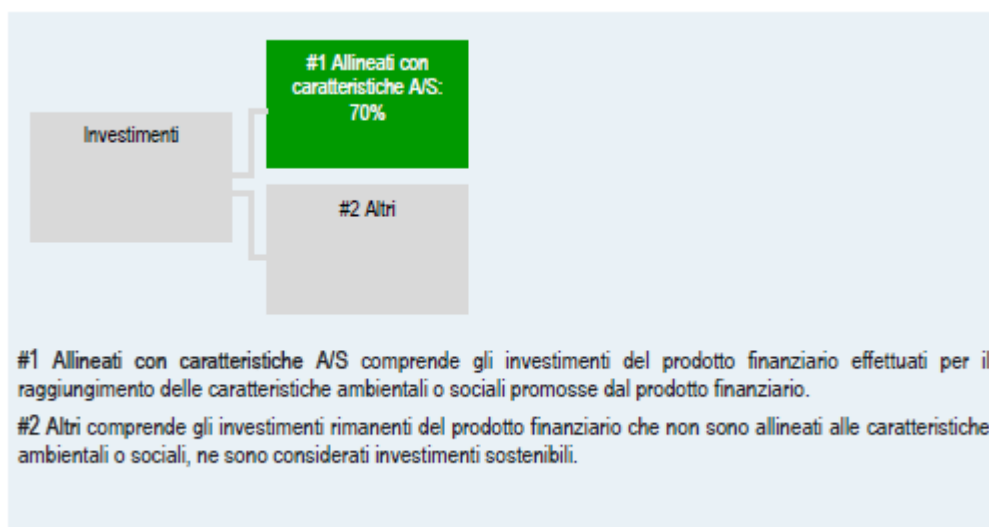 #1 Allineati con
caratteristiche A/S:
70%
Investimenti
#2 Altri
#1 Allineati con caratteristiche A/S comprende gli investimenti del prodotto finanziario effettuati per il
raggiungimento delle caratteristiche ambientali o sociali promosse dal prodotto finanziario.
#2 Altri comprende gli investimenti rimanenti del prodotto finanziario che non sono allineati alle caratteristiche
ambientali o sociali, ne sono considerati investimenti sostenibili.